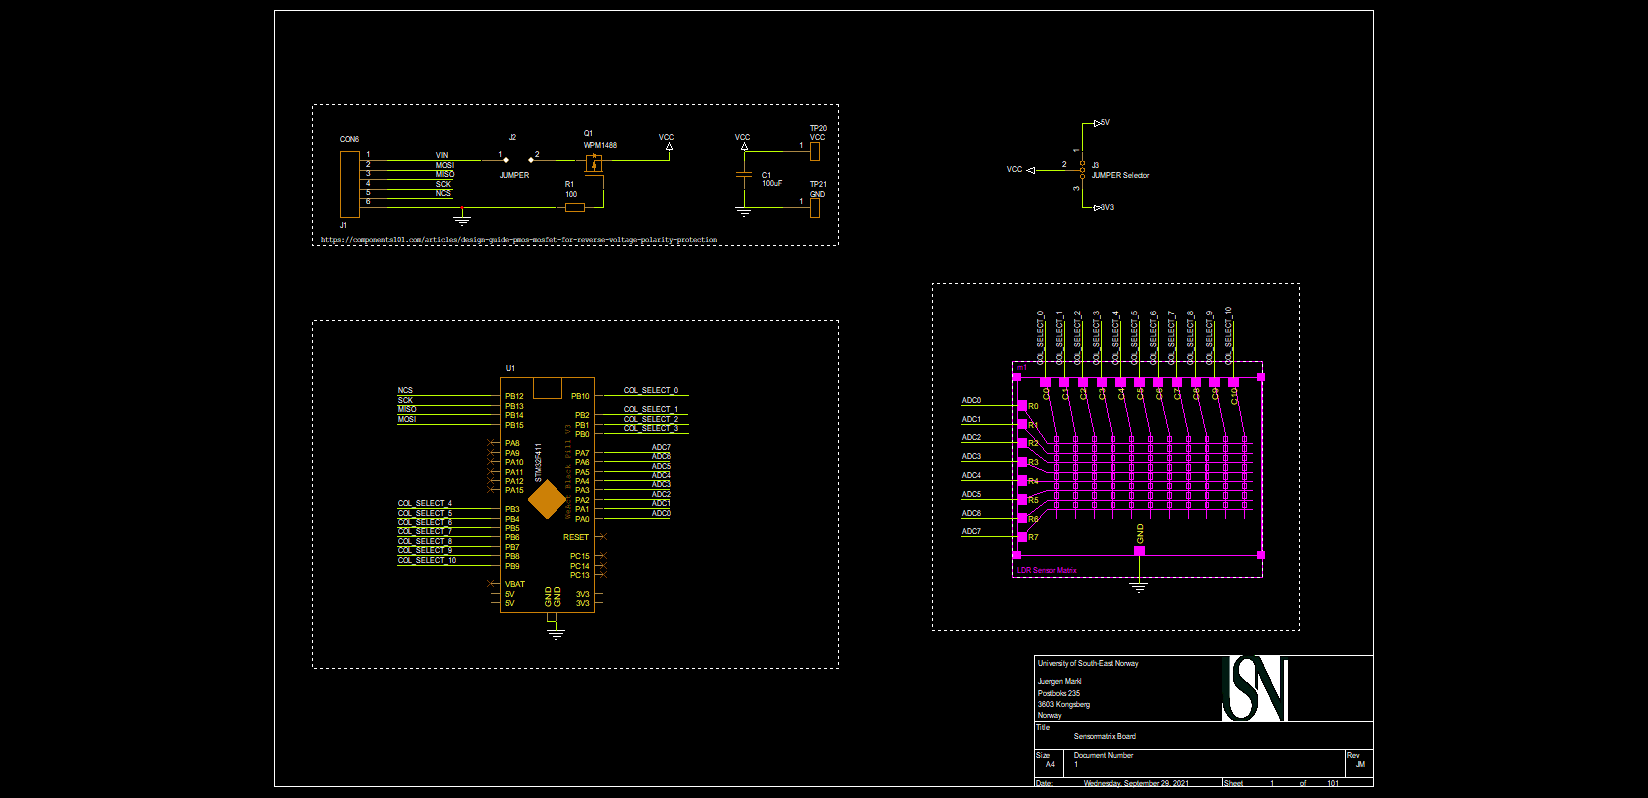 CON6
1
2
3
4
5
6
VIN
MOSI
MISO
SCK
NCS
J1
J2
1
2
JUMPER
Q1
WPM1488
R1
100
VCC
VCC
C1
100uF
TP20
VCC
1
TP21
GND
1
https://components101.com/articles/design-guide-pmos-mosfet-for-reverse-voltage-polarity-protection
5V
1
VCC
2
J3
JUMPER Selector
3
3V3
U1
NCS
SCK
MISO
MOSI
COL_SELECT_4
COL_SELECT_5
COL_SELECT_6
COL_SELECT_7
COL_SELECT_8
COL_SELECT_9
COL_SELECT_10
PB12
PB13
PB14
PB15
PA8
PA9
PA10
PA11
PA12
PA15
PB3
PB4
PB5
PB6
PB7
PB8
PB9
VBAT
5V
5V
STM32F411
WeAct Black Pill V3
GND
GND
PB10
PB2
PB1
PB0
PA7
PA6
PA5
PA4
PA3
PA2
PA1
PA0
RESET
PC15
PC14
PC13
3V3
3V3
COL_SELECT_0
COL_SELECT_1
COL_SELECT_2
COL_SELECT_3
ADC7
ADC6
ADC5
ADC4
ADC3
ADC2
ADC1
ADC0
COL_SELECT_0
COL_SELECT_1
COL_SELECT_2
COL_SELECT_3
COL_SELECT_4
COL_SELECT_5
COL_SELECT_6
COL_SELECT_7
COL_SELECT_8
COL_SELECT_9
COL_SELECT_10
m1
C0
C1
C2
C3
C4
C5
C6
C7
C8
C9
C10
ADC0
ADC1
ADC2
ADC3
ADC4
ADC5
ADC6
ADC7
R0
R1
R2
R3
R4
R5
R6
R7
GND
LDR Sensor Matrix
University of South-East Norway
Juergen Markl
Postboks 235
3603 Kongsberg
Norway
USN
Title
Sensormatrix Board
Size
A4
Document Number
1
Rev
JM
Date:
Wednesday, September 29, 2021
Sheet
1
of
101